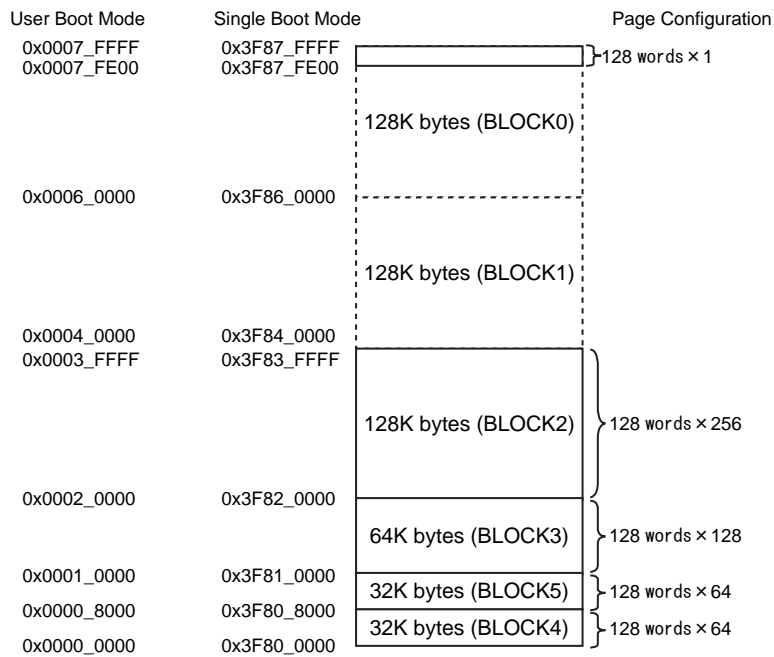 User Boot Mode Single Boot Mode Page Configuration
0x0007_FFFF 0x3F87_FFFF
0x0007_FE00 0x3F87_FE00 128 words×1
128K bytes (BLOCK0)
0x0006_0000 0x3F86_0000
128K bytes (BLOCK1)
0x0004_0000 0x3F84_0000
0x0003_FFFF 0x3F83_FFFF
128K bytes (BLOCK2) 128 words×256
0x0002_0000 0x3F82_0000
64K bytes (BLOCK3) 128 words×128
0x0001_0000 0x3F81_0000
32K bytes (BLOCK5) 128 words×64
0x0000_8000 0x3F80_8000
32K bytes (BLOCK4) 128 words×64
0x0000_0000 0x3F80_0000